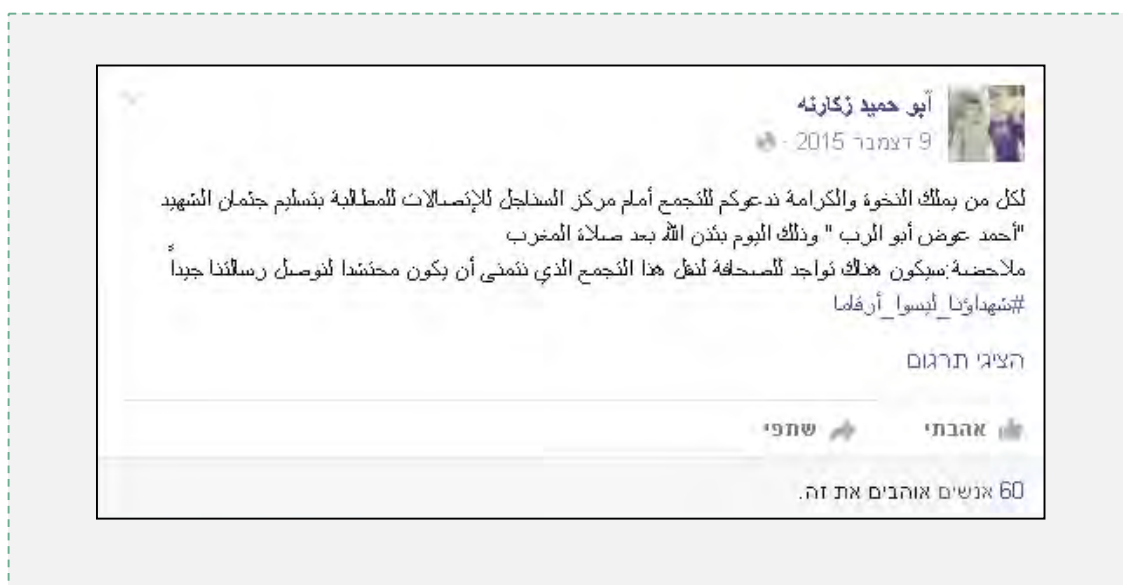 أبو حميد زكارنه
9 דצמבר 2015 ·
لكل من يملك النخوة والكرامة ندعوكم للتجمع أمام مركز السناجل للإتصالات للمطالبة بتسليم جثمان الشهيد
"أحمد عوض أبو الرب " وذلك اليوم بئذن الله بعد صلاة المغرب
ملاحضة:سيكون هناك تواجد للصحافة لنقل هذا التجمع الذي نتمنى أن يكون محتشدا لنوصل رسالتنا جيداً
#شهداؤنا_ليسوا_أرقاما
הציגי תרגום
אהבתי שתפי
60 אנשים אוהבים את זה.